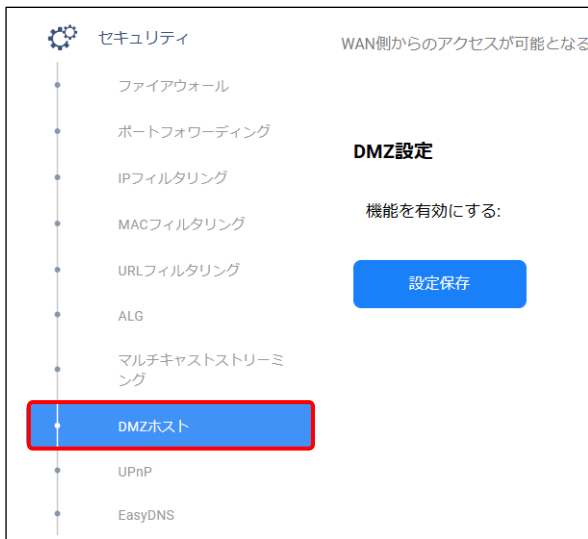 セキュリティ
ファイアウォール
ポートフォワーディング
IPフィルタリング
MACフィルタリング
URLフィルタリング
ALG
マルチキャストストリーミ
ング
DMZホスト
UPnP
EasyDNS
WAN側からのアクセスが可能となる
DMZ設定
機能を有効にする:
設定保存